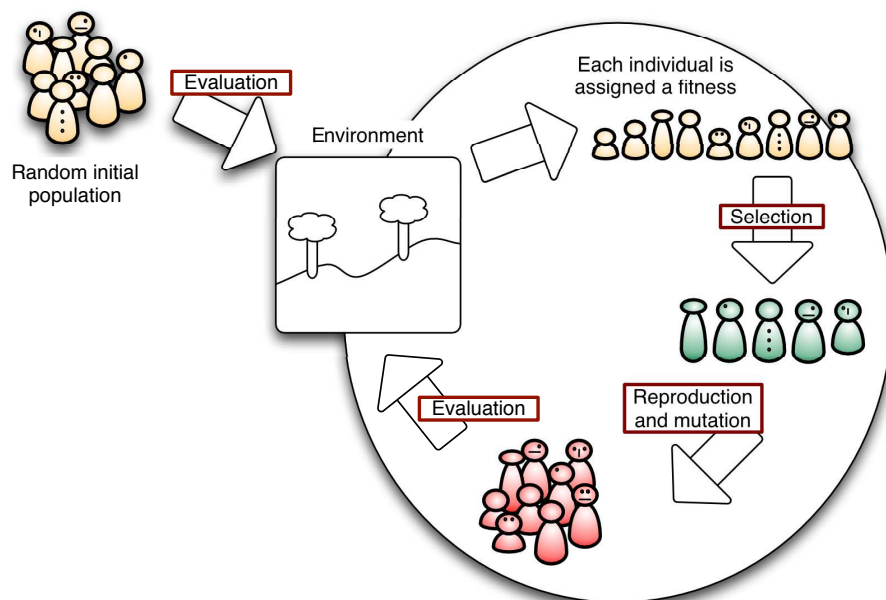 Evaluation
Random initial
population
Environment
Each individual is
assigned a fitness
Selection
Reproduction
and mutation
Evaluation